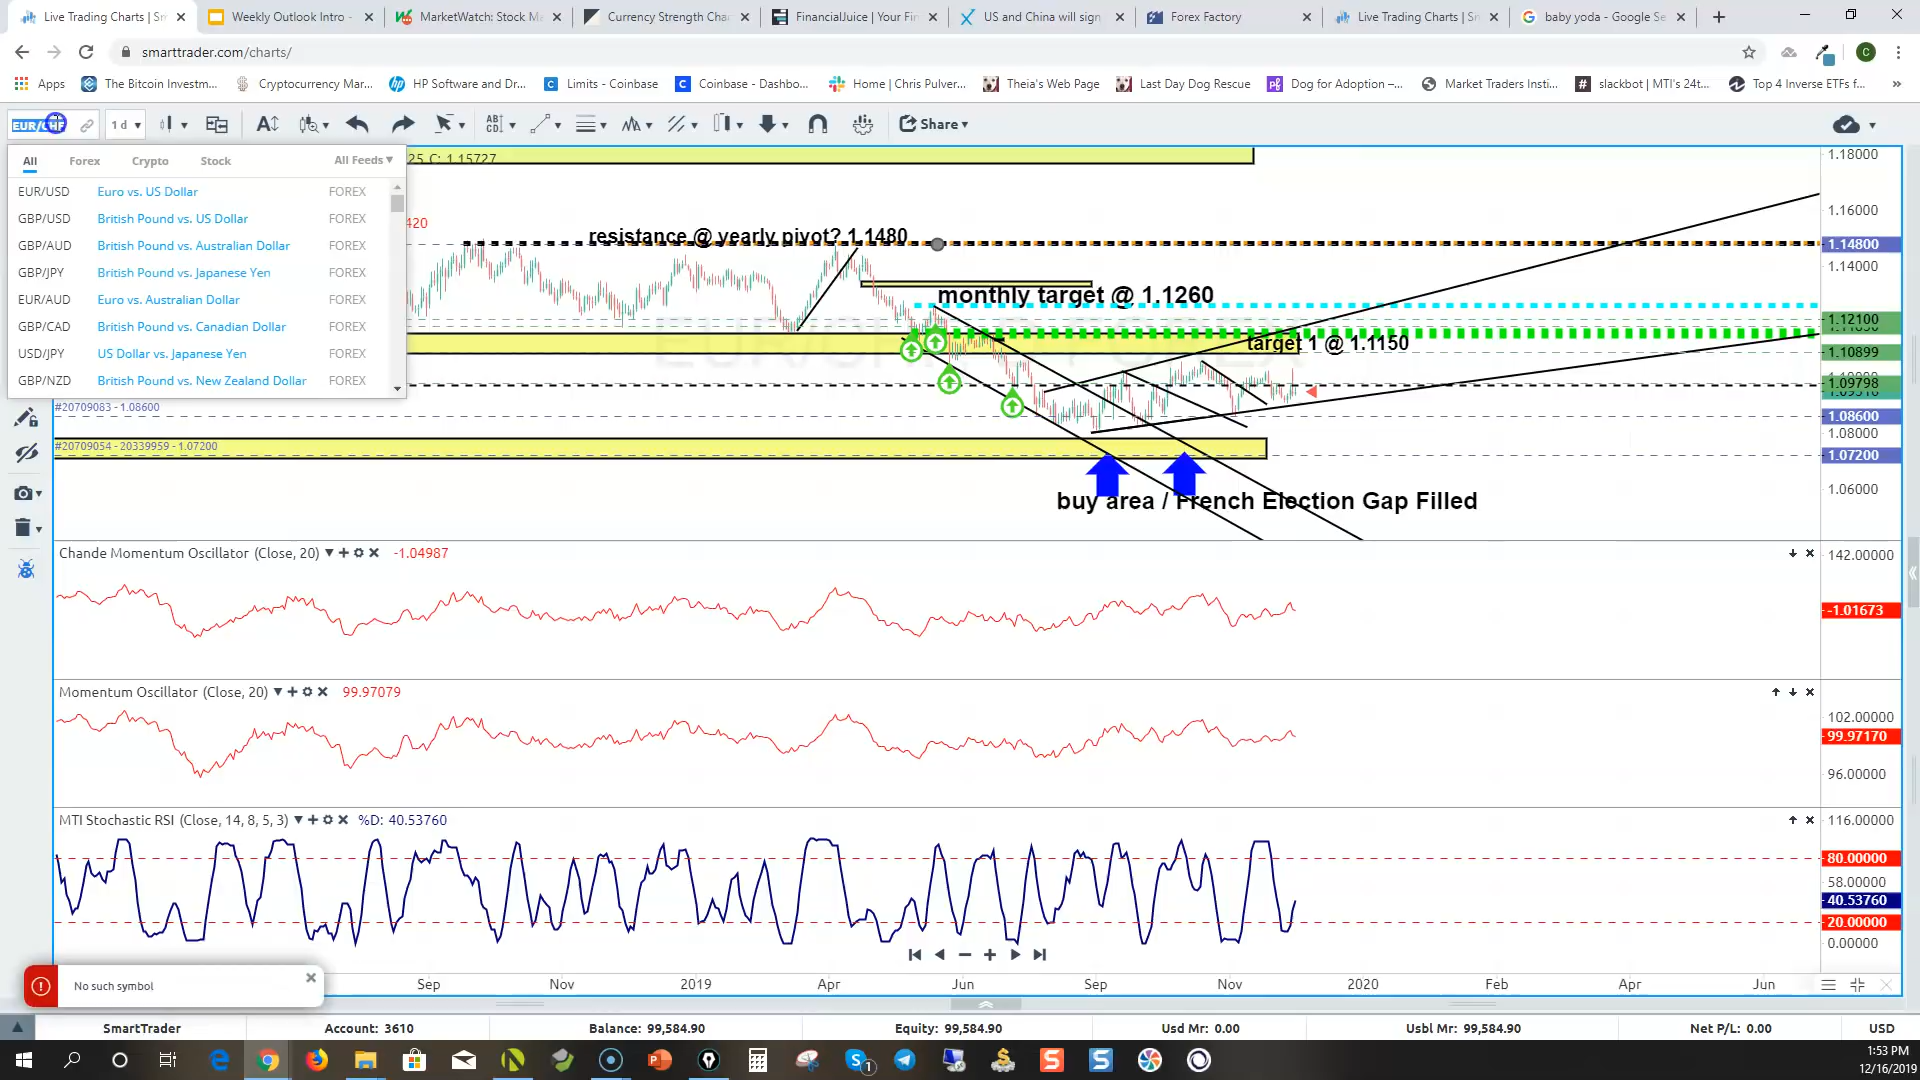 Live Trading Charts | Sm
Weekly Outlook Intro -
MarketWatch: Stock Ma
Currency Strength Cha
FinancialJuice | Your Fin
US and China will sign
Forex Factory
Live Trading Charts | Sm
baby yoda - Google Se
smarttrader.com/charts/
C
Apps
The Bitcoin Investm...
Cryptocurrency Mar...
HP Software and Dr...
Limits - Coinbase
Coinbase - Dashbo...
Home | Chris Pulver...
Theia's Web Page
Last Day Dog Rescue
Dog for Adoption –...
Market Traders Insti...
slackbot | MTI's 24t...
Top 4 Inverse ETFs f...
EUR/CHF
1 d
Share
All
Forex
Crypto
Stock
All Feeds
25 C: 1.15727
EUR/USD Euro vs. US Dollar FOREX
GBP/USD British Pound vs. US Dollar FOREX
GBP/AUD British Pound vs. Australian Dollar FOREX
GBP/JPY British Pound vs. Japanese Yen FOREX
EUR/AUD Euro vs. Australian Dollar FOREX
GBP/CAD British Pound vs. Canadian Dollar FOREX
USD/JPY US Dollar vs. Japanese Yen FOREX
GBP/NZD British Pound vs. New Zealand Dollar FOREX
420
resistance @ yearly pivot? 1.1480
monthly target @ 1.1260
target 1 @ 1.1150
#20709083 - 1.08600
#20709054 - 20339959 - 1.07200
buy area / French Election Gap Filled
1.18000
1.16000
1.14800
1.14000
1.12100
1.10899
1.09798
1.08600
1.08000
1.07200
1.06000
Chande Momentum Oscillator (Close, 20) -1.04987
142.00000
-1.01673
Momentum Oscillator (Close, 20) 99.97079
102.00000
99.97170
96.00000
MTI Stochastic RSI (Close, 14, 8, 5, 3) %D: 40.53760
116.00000
80.00000
58.00000
40.53760
20.00000
0.00000
No such symbol
Sep
Nov
2019
Apr
Jun
Sep
Nov
2020
Feb
Apr
Jun
SmartTrader
Account: 3610
Balance: 99,584.90
Equity: 99,584.90
Usd Mr: 0.00
Usbl Mr: 99,584.90
Net P/L: 0.00
USD
1:53 PM
12/16/2019